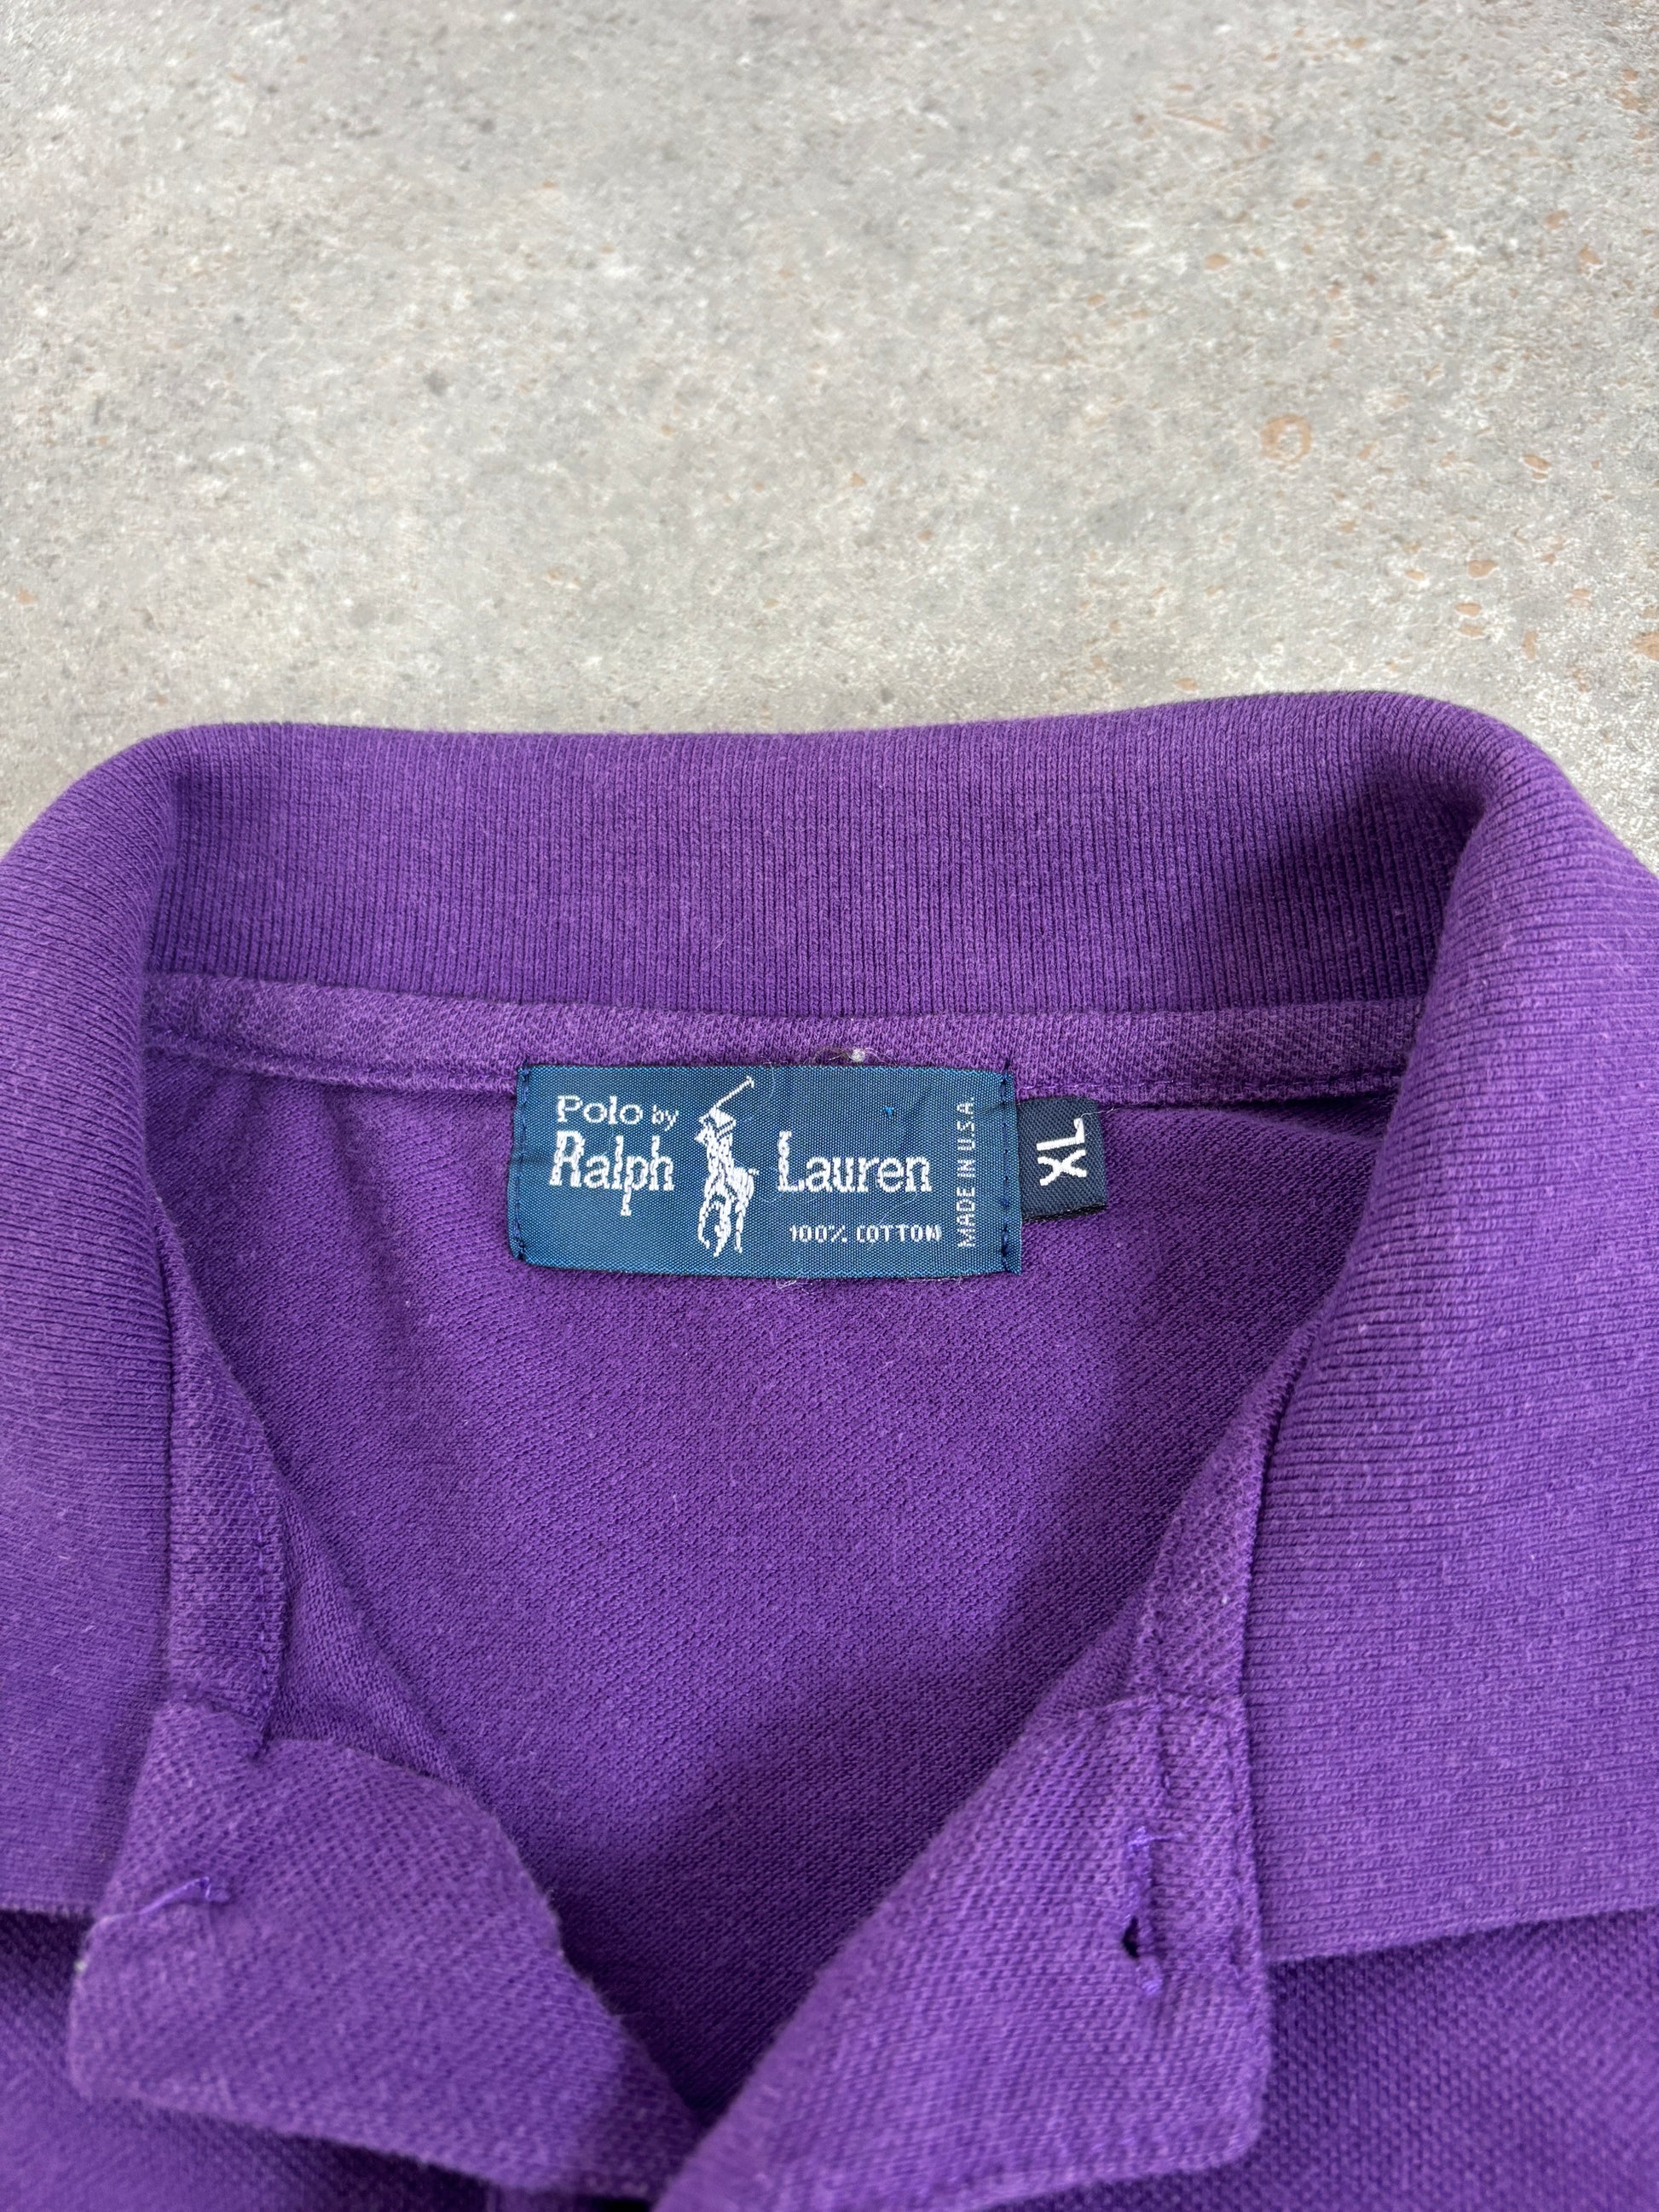 Polo by
Ralph Lauren
100% COTTON
MADE IN U.S.A.
XL